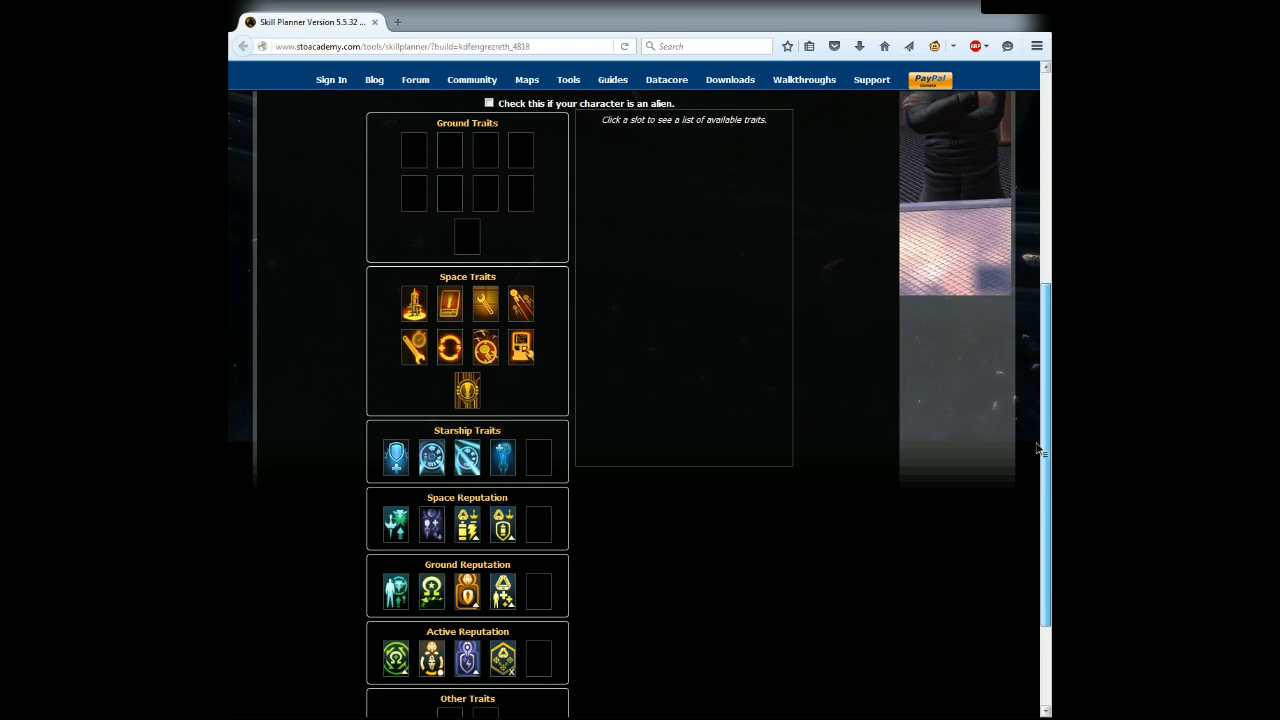 Skill Planner Version 5.5.32 ...
www.stoacademy.com/tools/skillplanner/?build=kdfengrezreth_4818
Search
ABP
Sign In Blog Forum Community Maps Tools Guides Datacore Downloads Walkthroughs Support PayPal
Donate
Check this if your character is an alien.
Ground Traits
Click a slot to see a list of available traits.
Space Traits
Starship Traits
Space Reputation
Ground Reputation
Active Reputation
X
Other Traits